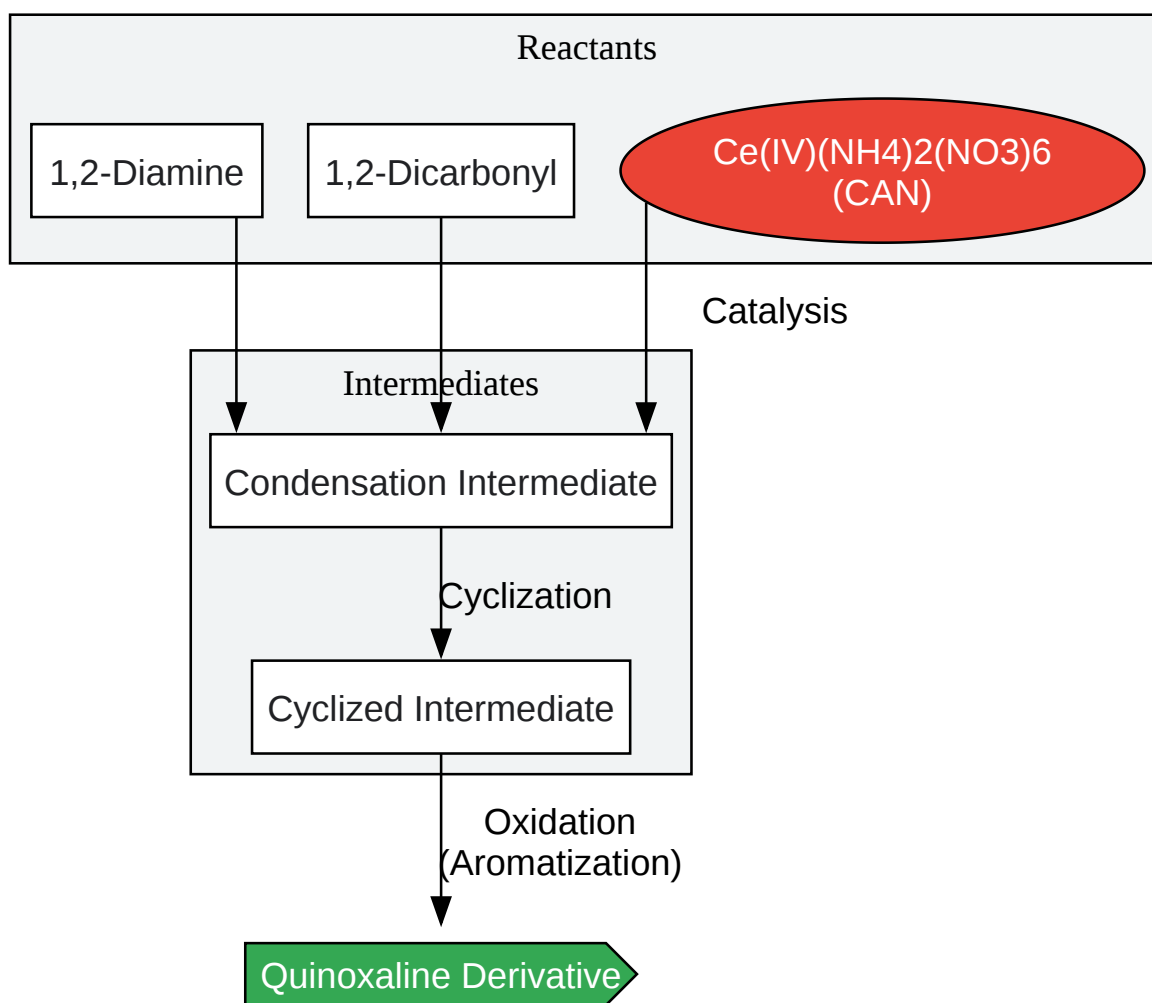 Reactants
1,2-Diamine
1,2-Dicarbonyl
Ce(IV)(NH4)2(NO3)6
(CAN)
Catalysis
Intermediates
Condensation Intermediate
Cyclization
Cyclized Intermediate
Oxidation
(Aromatization)
Quinoxaline Derivative